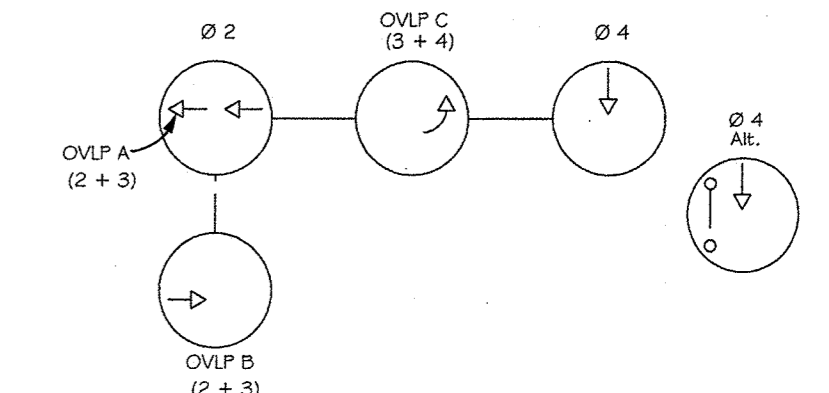 Ø 2
OVLP C
(3 + 4)
Ø 4
OVLP A
(2 + 3)
Ø 4
Alt.
OVLP B
(2 + 3)